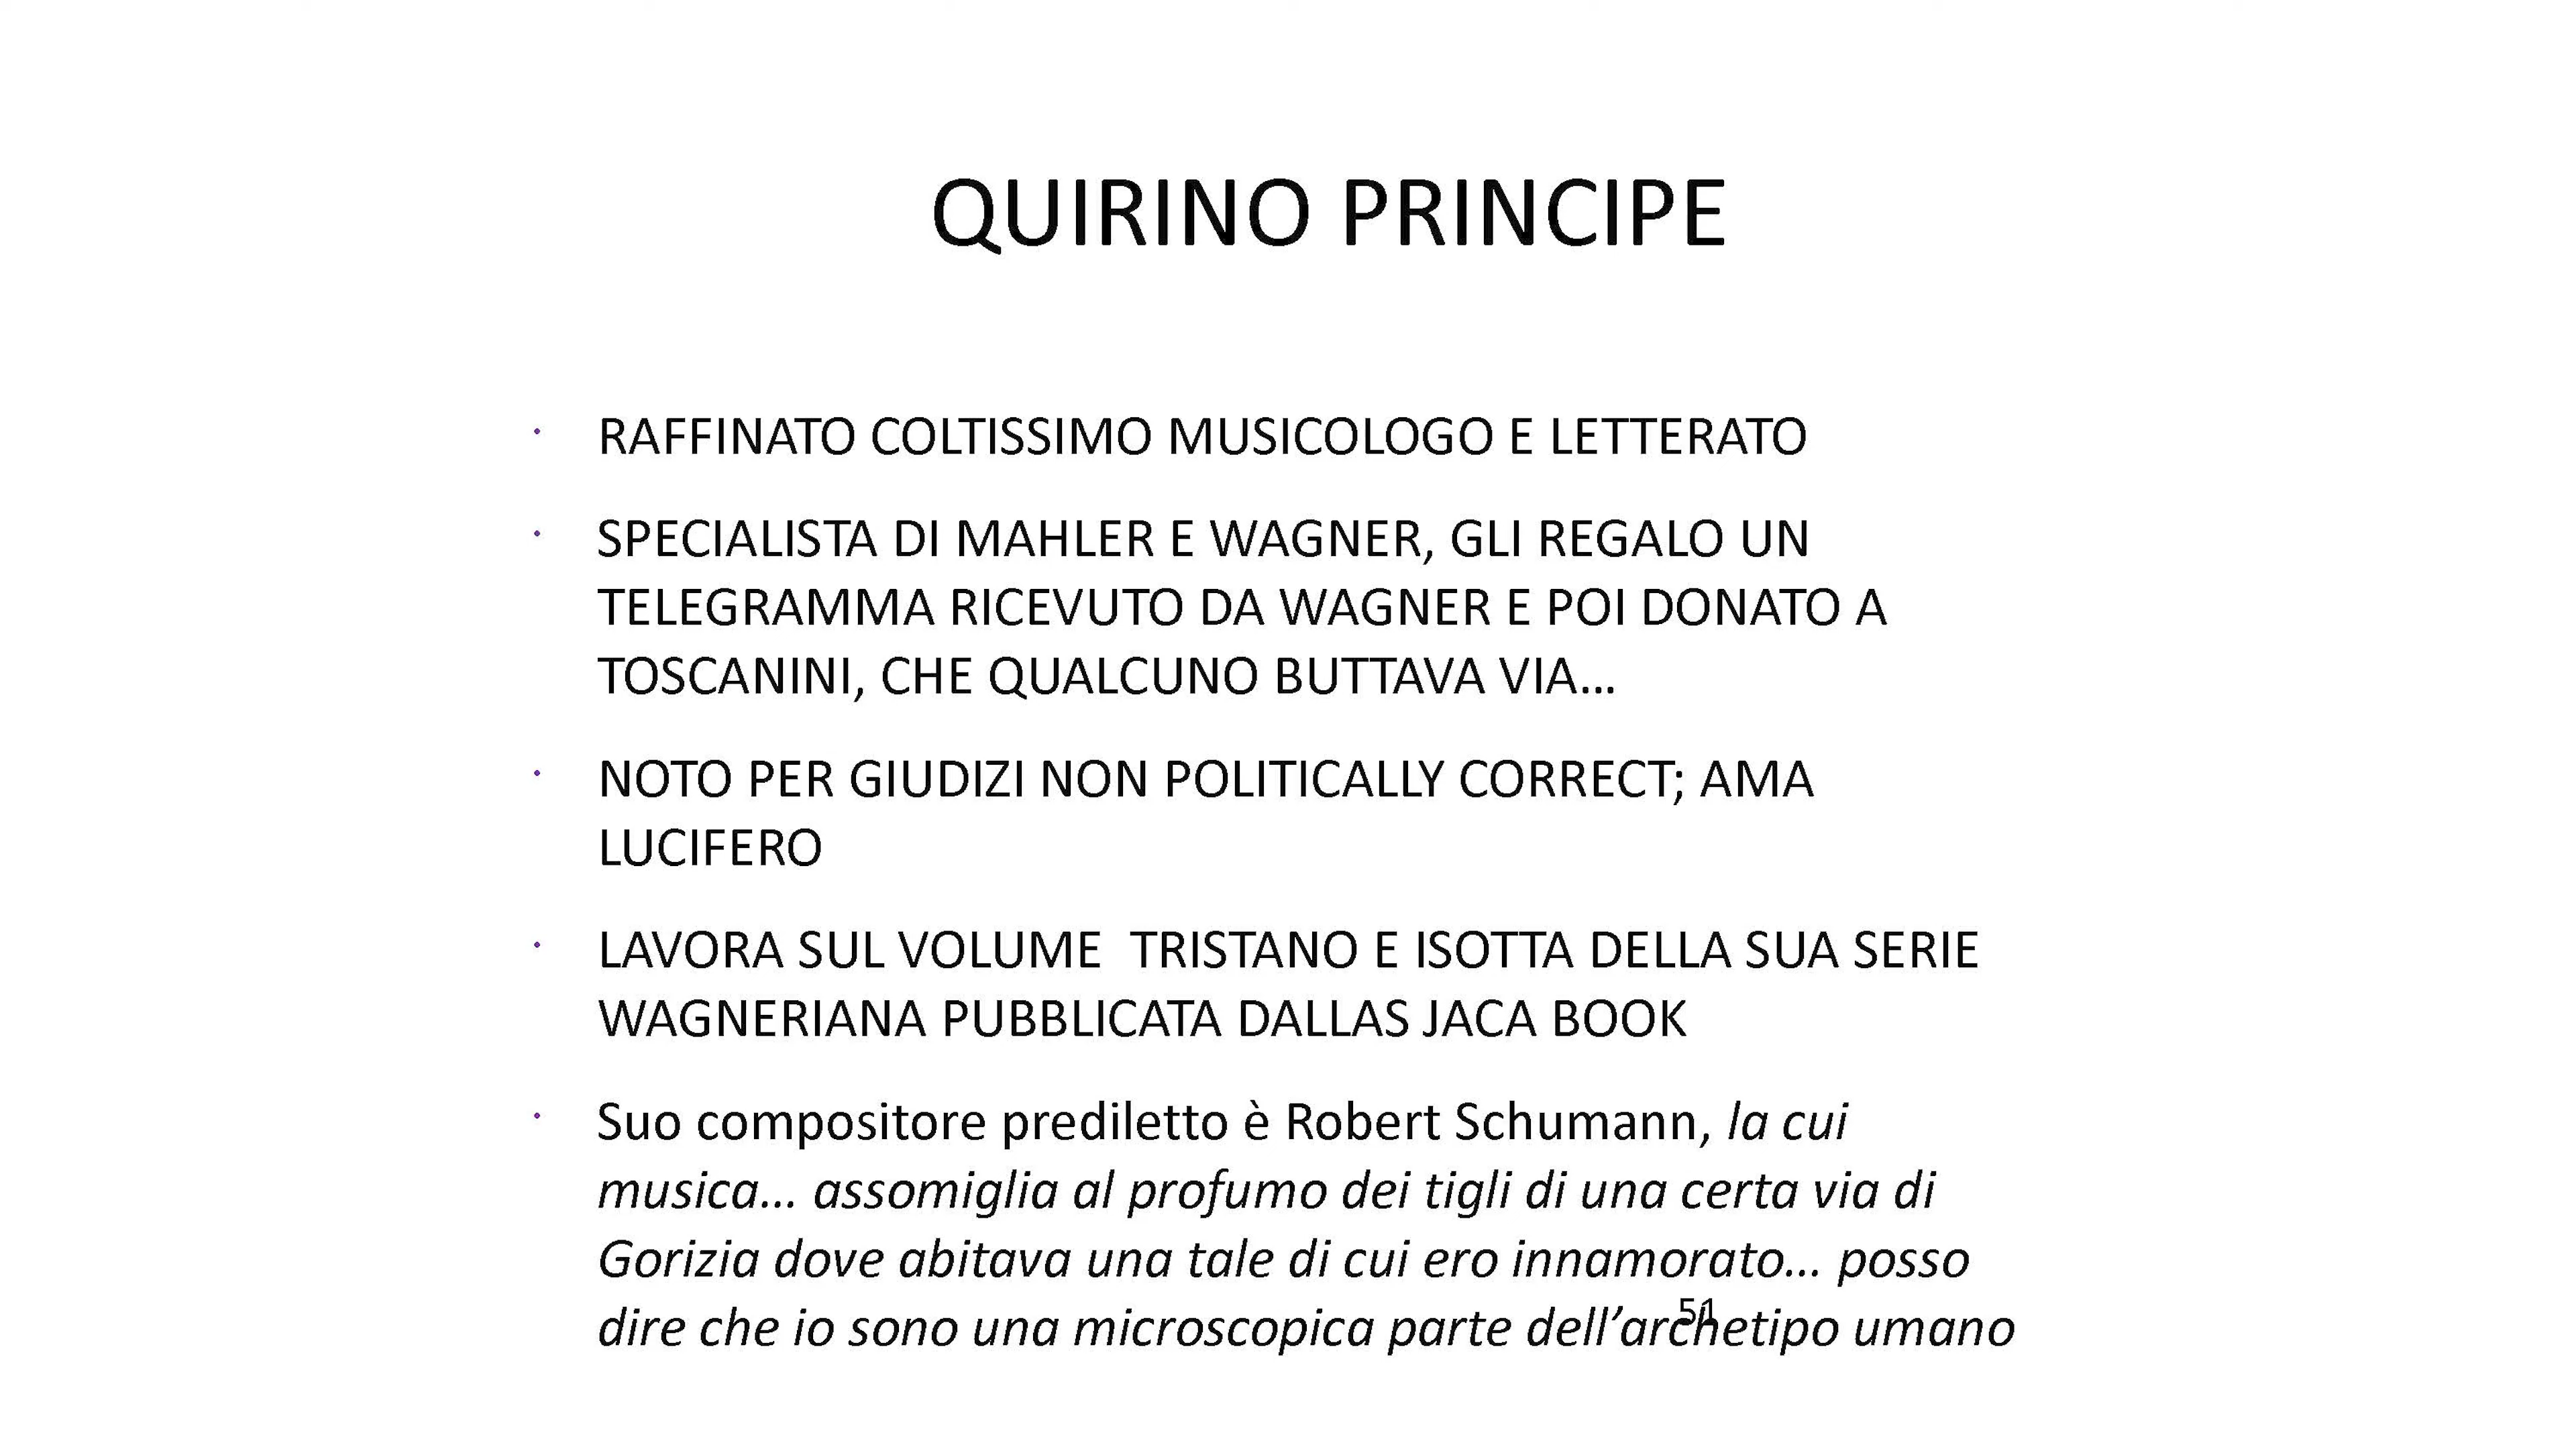 QUIRINO PRINCIPE
• RAFFINATO COLTISSIMO MUSICOLOGO E LETTERATO
• SPECIALISTA DI MAHLER E WAGNER, GLI REGALO UN
TELEGRAMMA RICEVUTO DA WAGNER E POI DONATO A
TOSCANINI, CHE QUALCUNO BUTTAVA VIA…
• NOTO PER GIUDIZI NON POLITICALLY CORRECT; AMA
LUCIFERO
• LAVORA SUL VOLUME  TRISTANO E ISOTTA DELLA SUA SERIE
WAGNERIANA PUBBLICATA DALLAS JACA BOOK
• Suo compositore prediletto è Robert Schumann, la cui
musica… assomiglia al profumo dei tigli di una certa via di
Gorizia dove abitava una tale di cui ero innamorato… posso
dire che io sono una microscopica parte dell’archetipo umano
51